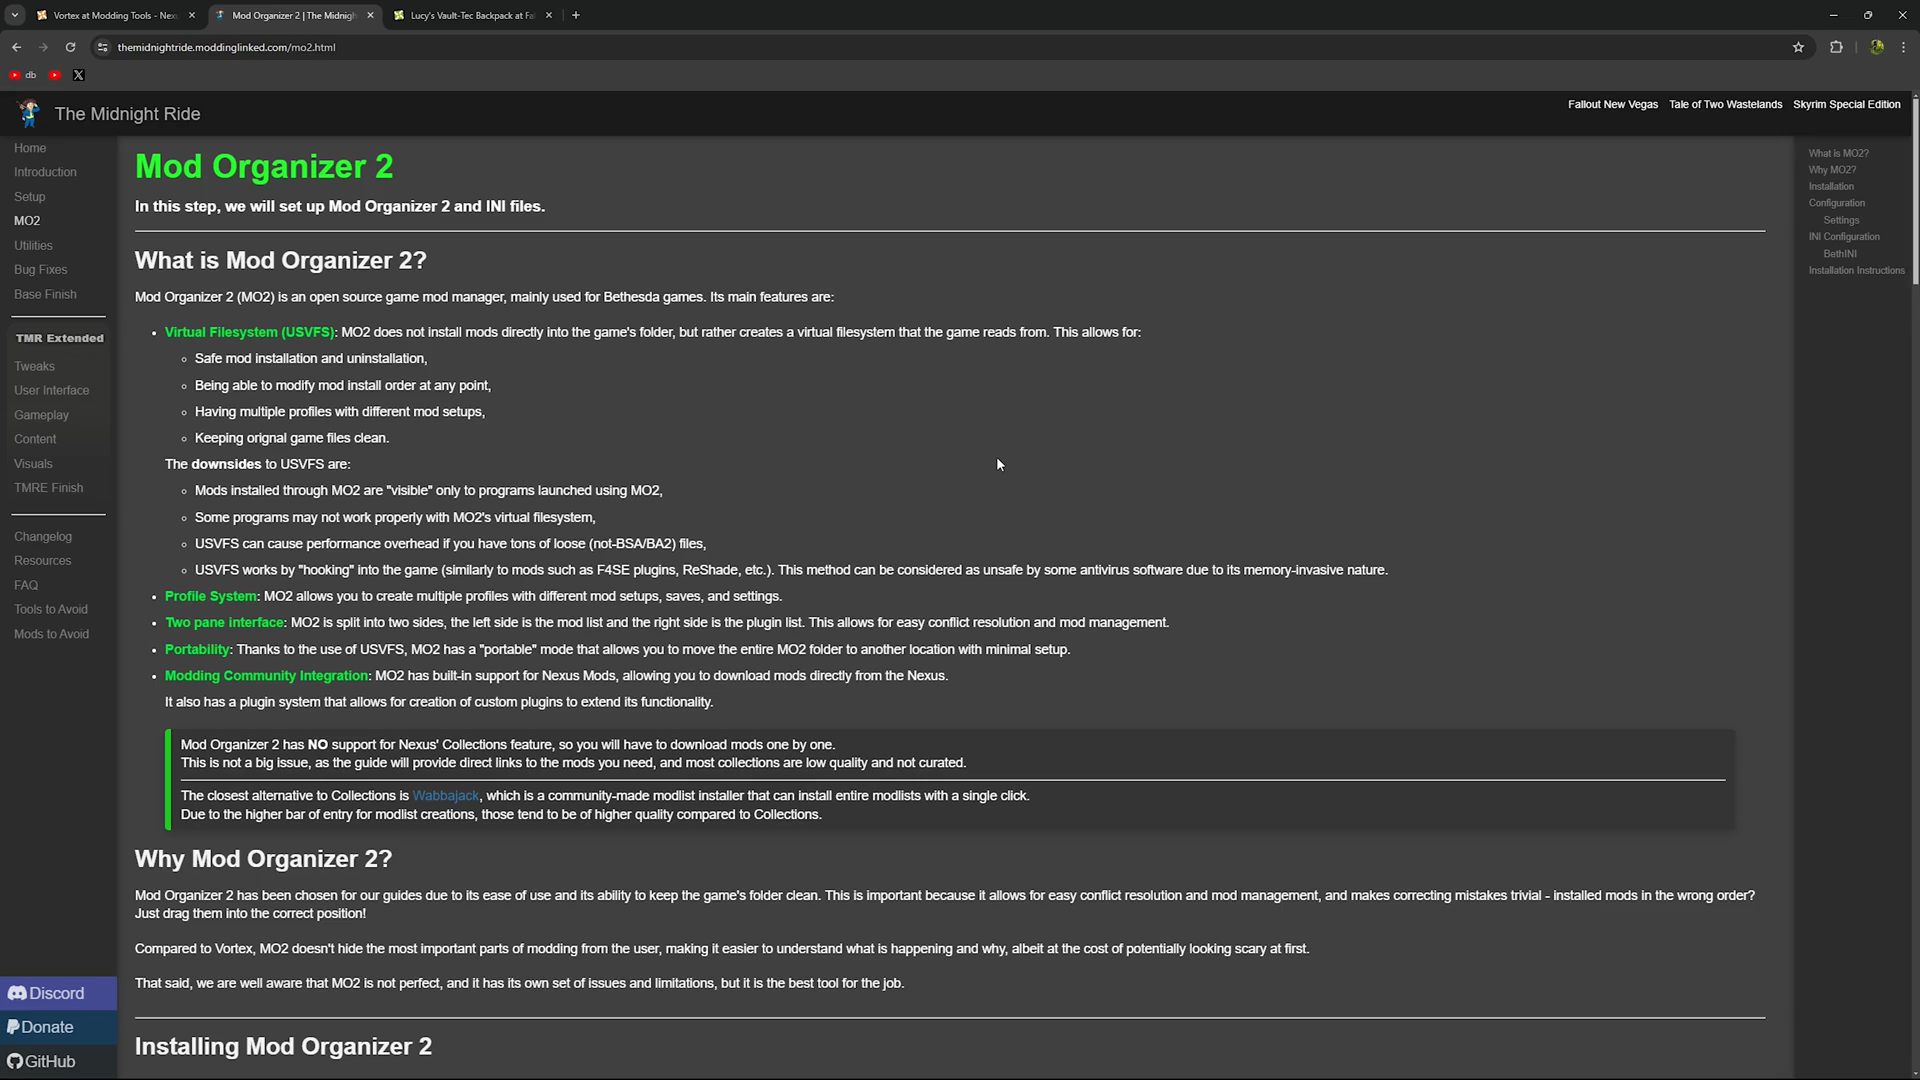 Vortex at Modding Tools - Nex
Mod Organizer 2 | The Midnigh
Lucy's Vault-Tec Backpack at Fal
themidnightride.moddinglinked.com/mo2.html
db
The Midnight Ride
Fallout New Vegas Tale of Two Wastelands Skyrim Special Edition
Home
Introduction
Setup
MO2
Utilities
Bug Fixes
Base Finish
TMR Extended
Tweaks
User Interface
Gameplay
Content
Visuals
TMRE Finish
Changelog
Resources
FAQ
Tools to Avoid
Mods to Avoid
Discord
Donate
GitHub
Mod Organizer 2
In this step, we will set up Mod Organizer 2 and INI files.
What is Mod Organizer 2?
Mod Organizer 2 (MO2) is an open source game mod manager, mainly used for Bethesda games. Its main features are:
• Virtual Filesystem (USVFS): MO2 does not install mods directly into the game's folder, but rather creates a virtual filesystem that the game reads from. This allows for:
◦ Safe mod installation and uninstallation,
◦ Being able to modify mod install order at any point,
◦ Having multiple profiles with different mod setups,
◦ Keeping orignal game files clean.
The downsides to USVFS are:
◦ Mods installed through MO2 are "visible" only to programs launched using MO2,
◦ Some programs may not work properly with MO2's virtual filesystem,
◦ USVFS can cause performance overhead if you have tons of loose (not-BSA/BA2) files,
◦ USVFS works by "hooking" into the game (similarly to mods such as F4SE plugins, ReShade, etc.). This method can be considered as unsafe by some antivirus software due to its memory-invasive nature.
• Profile System: MO2 allows you to create multiple profiles with different mod setups, saves, and settings.
• Two pane interface: MO2 is split into two sides, the left side is the mod list and the right side is the plugin list. This allows for easy conflict resolution and mod management.
• Portability: Thanks to the use of USVFS, MO2 has a "portable" mode that allows you to move the entire MO2 folder to another location with minimal setup.
• Modding Community Integration: MO2 has built-in support for Nexus Mods, allowing you to download mods directly from the Nexus.
It also has a plugin system that allows for creation of custom plugins to extend its functionality.
Mod Organizer 2 has NO support for Nexus' Collections feature, so you will have to download mods one by one.
This is not a big issue, as the guide will provide direct links to the mods you need, and most collections are low quality and not curated.
The closest alternative to Collections is Wabbajack, which is a community-made modlist installer that can install entire modlists with a single click.
Due to the higher bar of entry for modlist creations, those tend to be of higher quality compared to Collections.
Why Mod Organizer 2?
Mod Organizer 2 has been chosen for our guides due to its ease of use and its ability to keep the game's folder clean. This is important because it allows for easy conflict resolution and mod management, and makes correcting mistakes trivial - installed mods in the wrong order?
Just drag them into the correct position!
Compared to Vortex, MO2 doesn't hide the most important parts of modding from the user, making it easier to understand what is happening and why, albeit at the cost of potentially looking scary at first.
That said, we are well aware that MO2 is not perfect, and it has its own set of issues and limitations, but it is the best tool for the job.
Installing Mod Organizer 2
What is MO2?
Why MO2?
Installation
Configuration
Settings
INI Configuration
BethINI
Installation Instructions